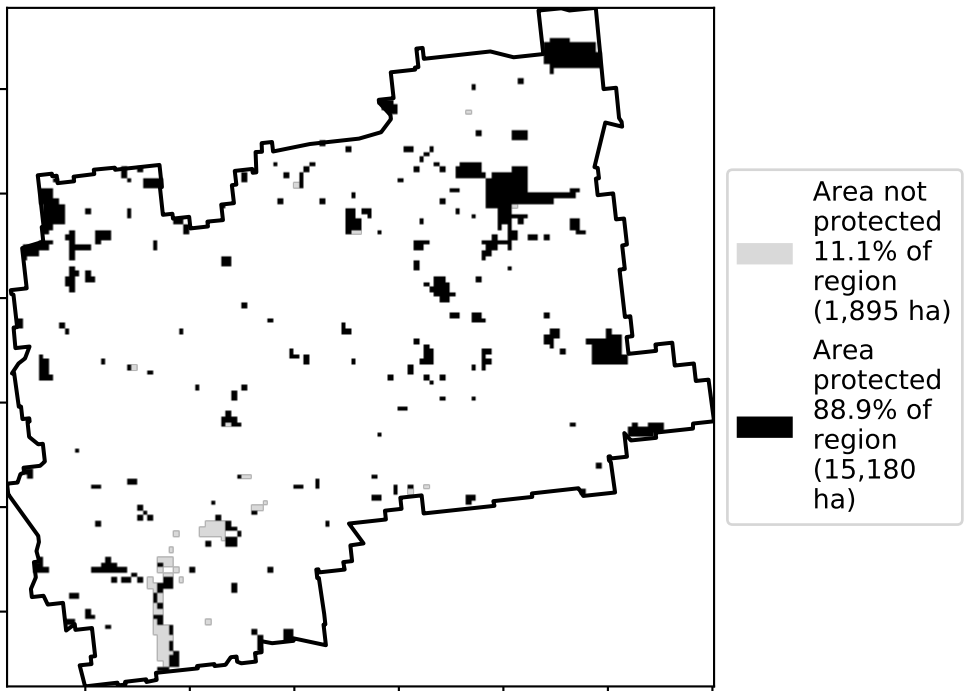 Area not
protected
11.1% of
region
(1,895 ha)
Area
protected
88.9% of
region
(15,180
ha)